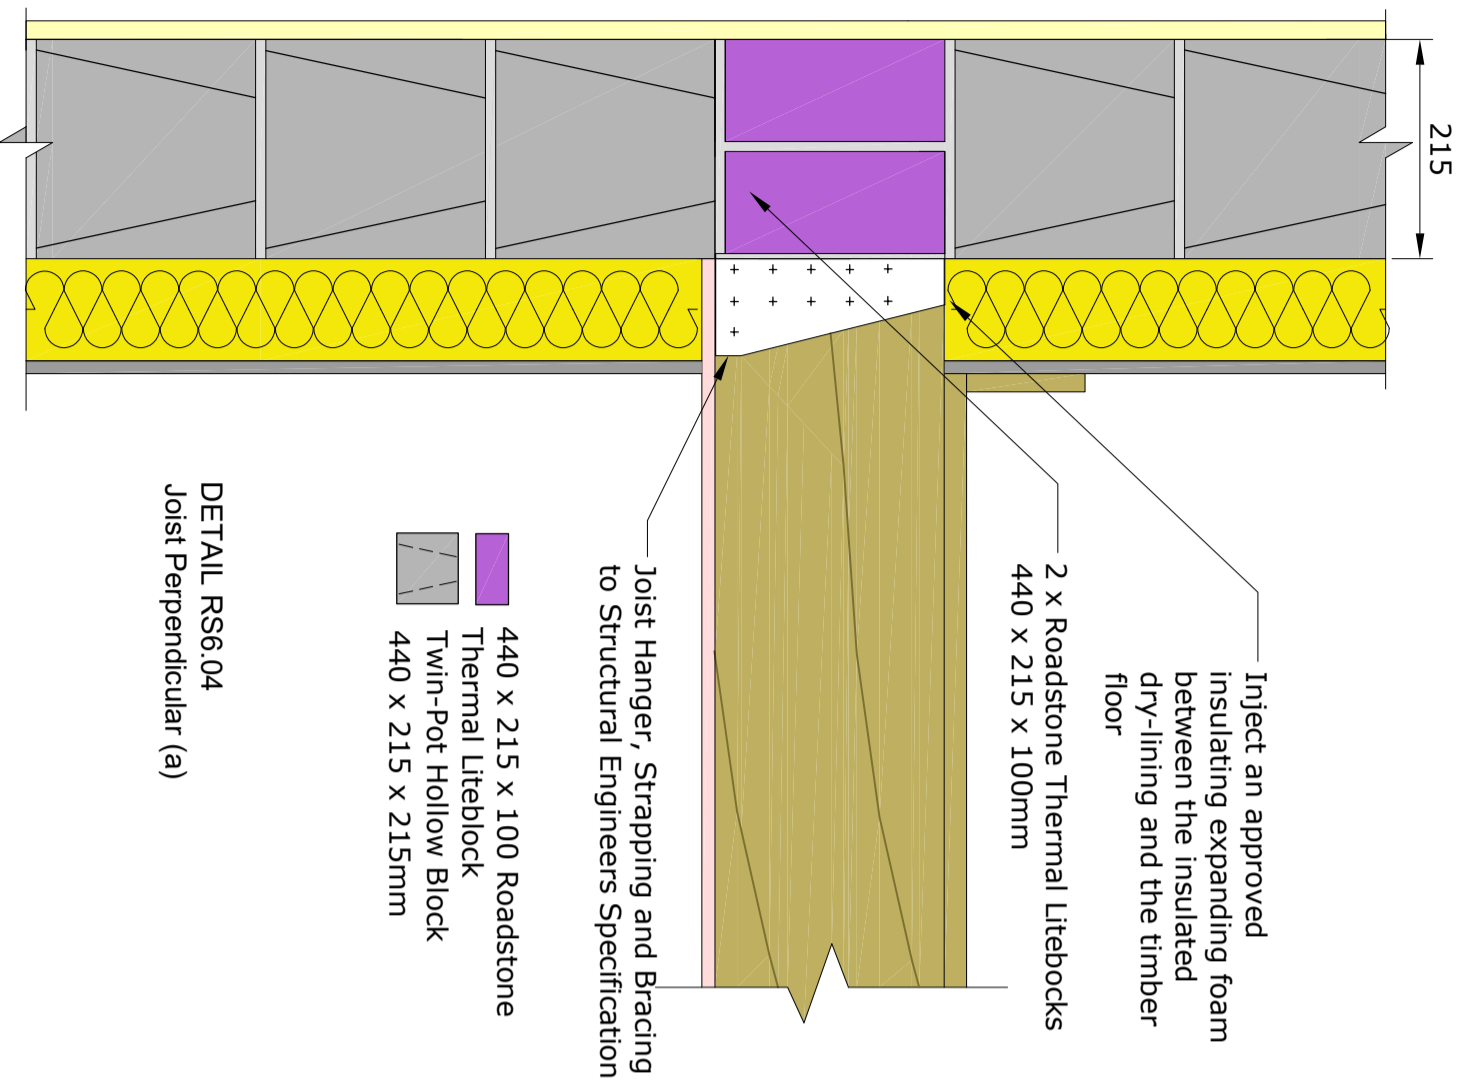 215
Inject an approved
insulating expanding foam
between the insulated
dry-lining and the timber
floor
2 x Roadstone Thermal Litebocks
440 x 215 x 100mm
Joist Hanger, Strapping and Bracing
to Structural Engineers Specification
440 x 215 x 100 Roadstone
Thermal Liteblock
Twin-Pot Hollow Block
440 x 215 x 215mm
DETAIL RS6.04
Joist Perpendicular (a)